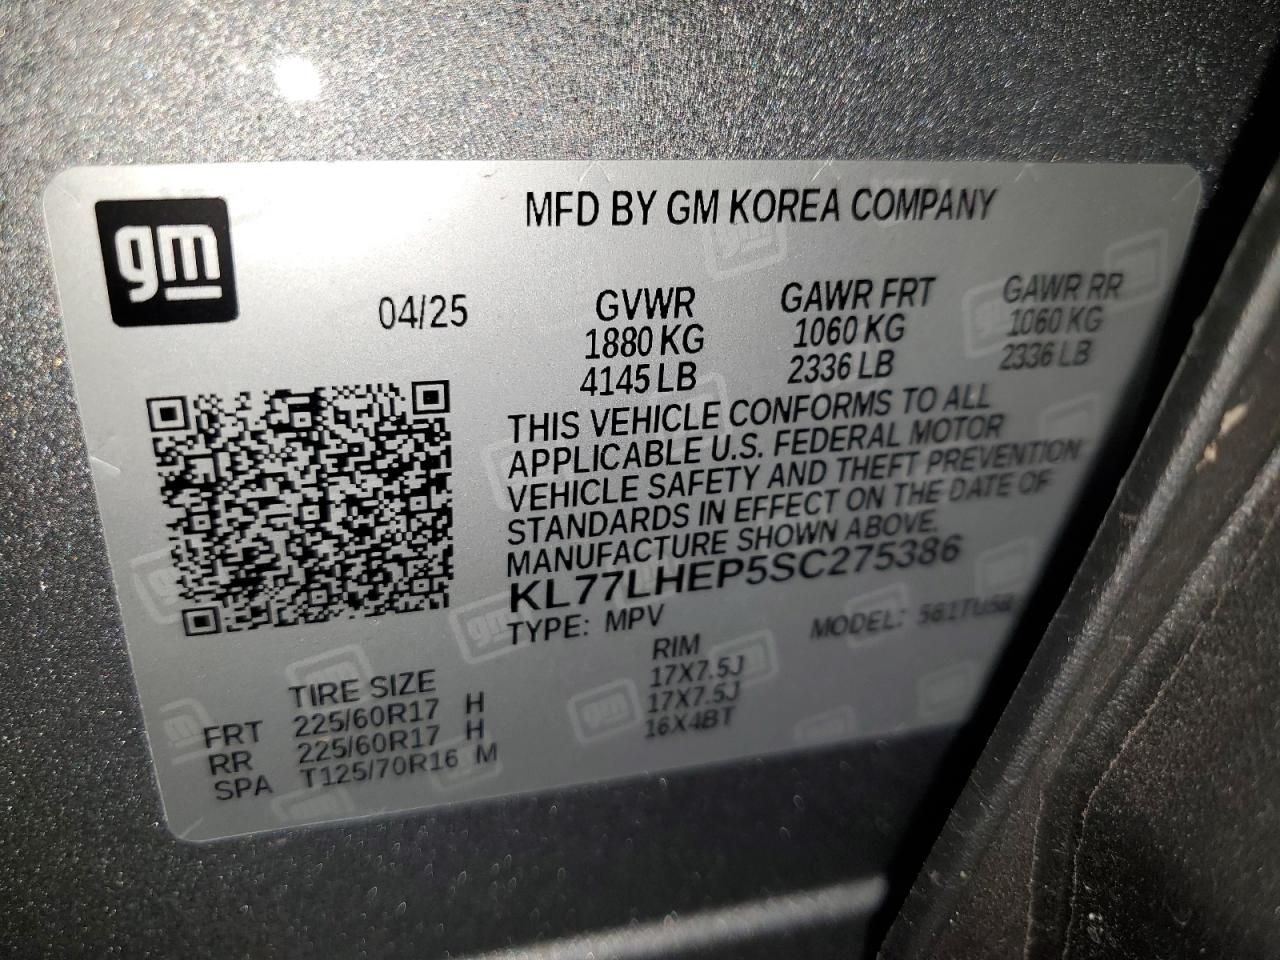 gm
MFD BY GM KOREA COMPANY
04/25
GVWR GAWR FRT GAWR RR
1880 KG 1060 KG 1060 KG
4145 LB 2336 LB 2336 LB
THIS VEHICLE CONFORMS TO ALL
APPLICABLE U.S. FEDERAL MOTOR
VEHICLE SAFETY AND THEFT PREVENTION
STANDARDS IN EFFECT ON THE DATE OF
MANUFACTURE SHOWN ABOVE.
KL77LHEP5SC275386
TYPE: MPV MODEL:
TIRE SIZE RIM
FRT 225/60R17 H 17X7.5J
RR 225/60R17 H 17X7.5J
SPA T125/70R16 M 16X4BT